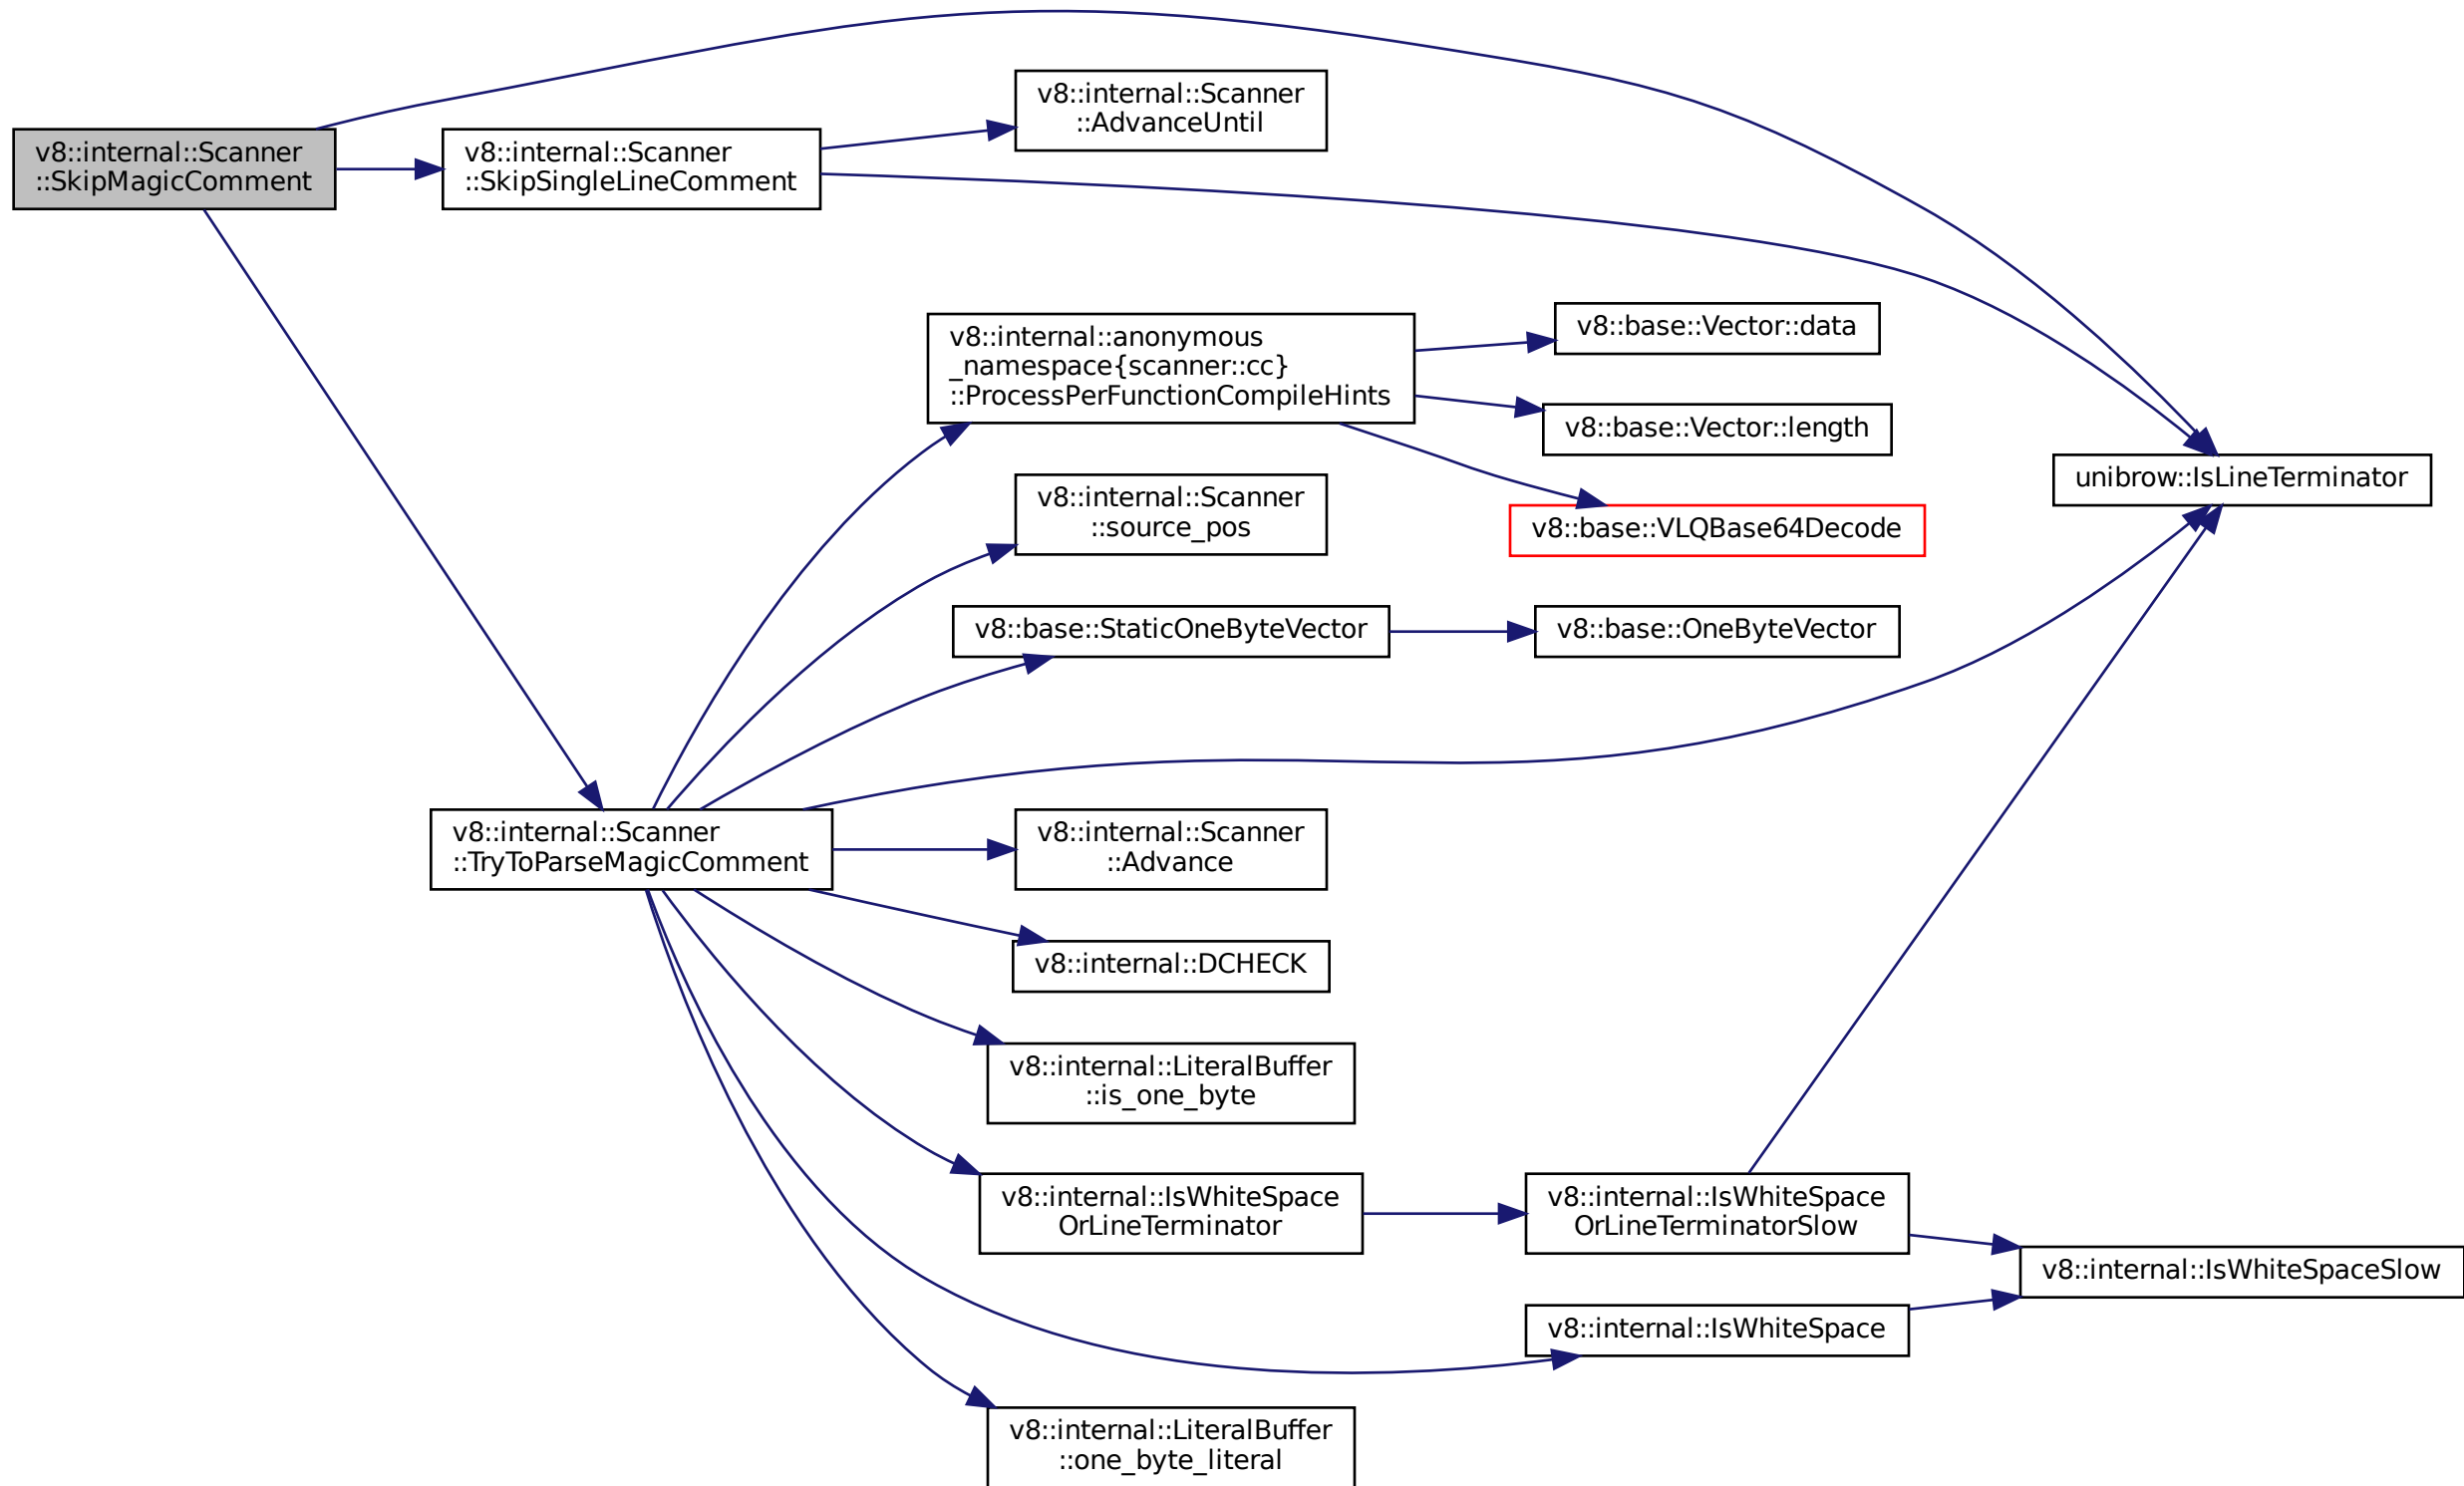 v8::internal::Scanner
::SkipMagicComment
v8::internal::Scanner
::SkipSingleLineComment
v8::internal::Scanner
::AdvanceUntil
v8::internal::anonymous
_namespace{scanner::cc}
::ProcessPerFunctionCompileHints
v8::base::Vector::data
v8::base::Vector::length
v8::base::VLQBase64Decode
unibrow::IsLineTerminator
v8::internal::Scanner
::source_pos
v8::base::StaticOneByteVector
v8::base::OneByteVector
v8::internal::Scanner
::TryToParseMagicComment
v8::internal::Scanner
::Advance
v8::internal::DCHECK
v8::internal::LiteralBuffer
::is_one_byte
v8::internal::IsWhiteSpace
OrLineTerminator
v8::internal::IsWhiteSpace
OrLineTerminatorSlow
v8::internal::IsWhiteSpaceSlow
v8::internal::IsWhiteSpace
v8::internal::LiteralBuffer
::one_byte_literal